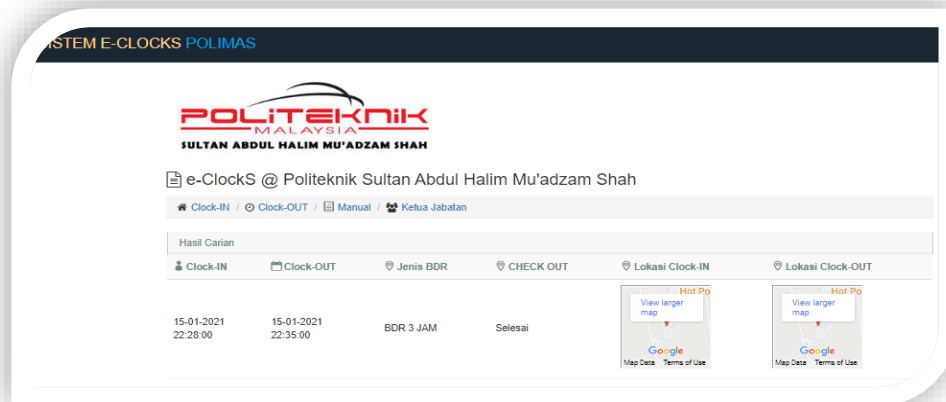 ISTEM E-CLOCKS POLIMAS
POLITEKNIK
MALAYSIA
SULTAN ABDUL HALIM MU'ADZAM SHAH
e-ClockS @ Politeknik Sultan Abdul Halim Mu'adzam Shah
Clock-IN / Clock-OUT / Manual / Ketua Jabatan
Hasil Carian
Clock-IN Clock-OUT Jenis BDR CHECK OUT Lokasi Clock-IN Lokasi Clock-OUT
15-01-2021 22:28:00 15-01-2021 22:35:00 BDR 3 JAM Selesai
Hot Po
View larger map
Google
Map Data Terms of Use
Hot Po
View larger map
Google
Map Data Terms of Use